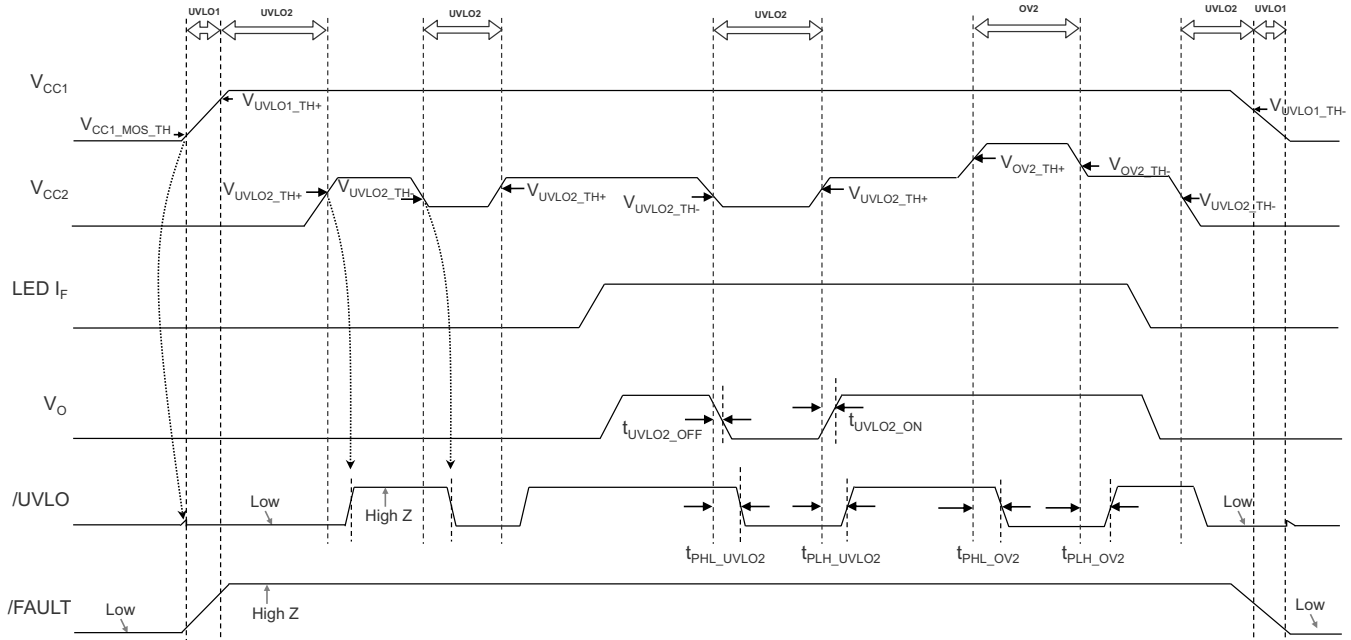 UVLO1 UVLO2 UVLO2 UVLO2 OV2 UVLO2 UVLO1
VCC1
VUVLO1_TH+
VUVLO1_TH-
VCC1_MOS_TH
VCC2
VUVLO2_TH+
VUVLO2_TH-
VUVLO2_TH+
VUVLO2_TH-
VUVLO2_TH+
VOV2_TH+
VOV2_TH-
VUVLO2_TH-
LED IF
VO
tUVLO2_OFF
tUVLO2_ON
/UVLO
Low
High Z
Low
tPHL_UVLO2
tPLH_UVLO2
tPHL_OV2
tPLH_OV2
/FAULT
Low
High Z
Low